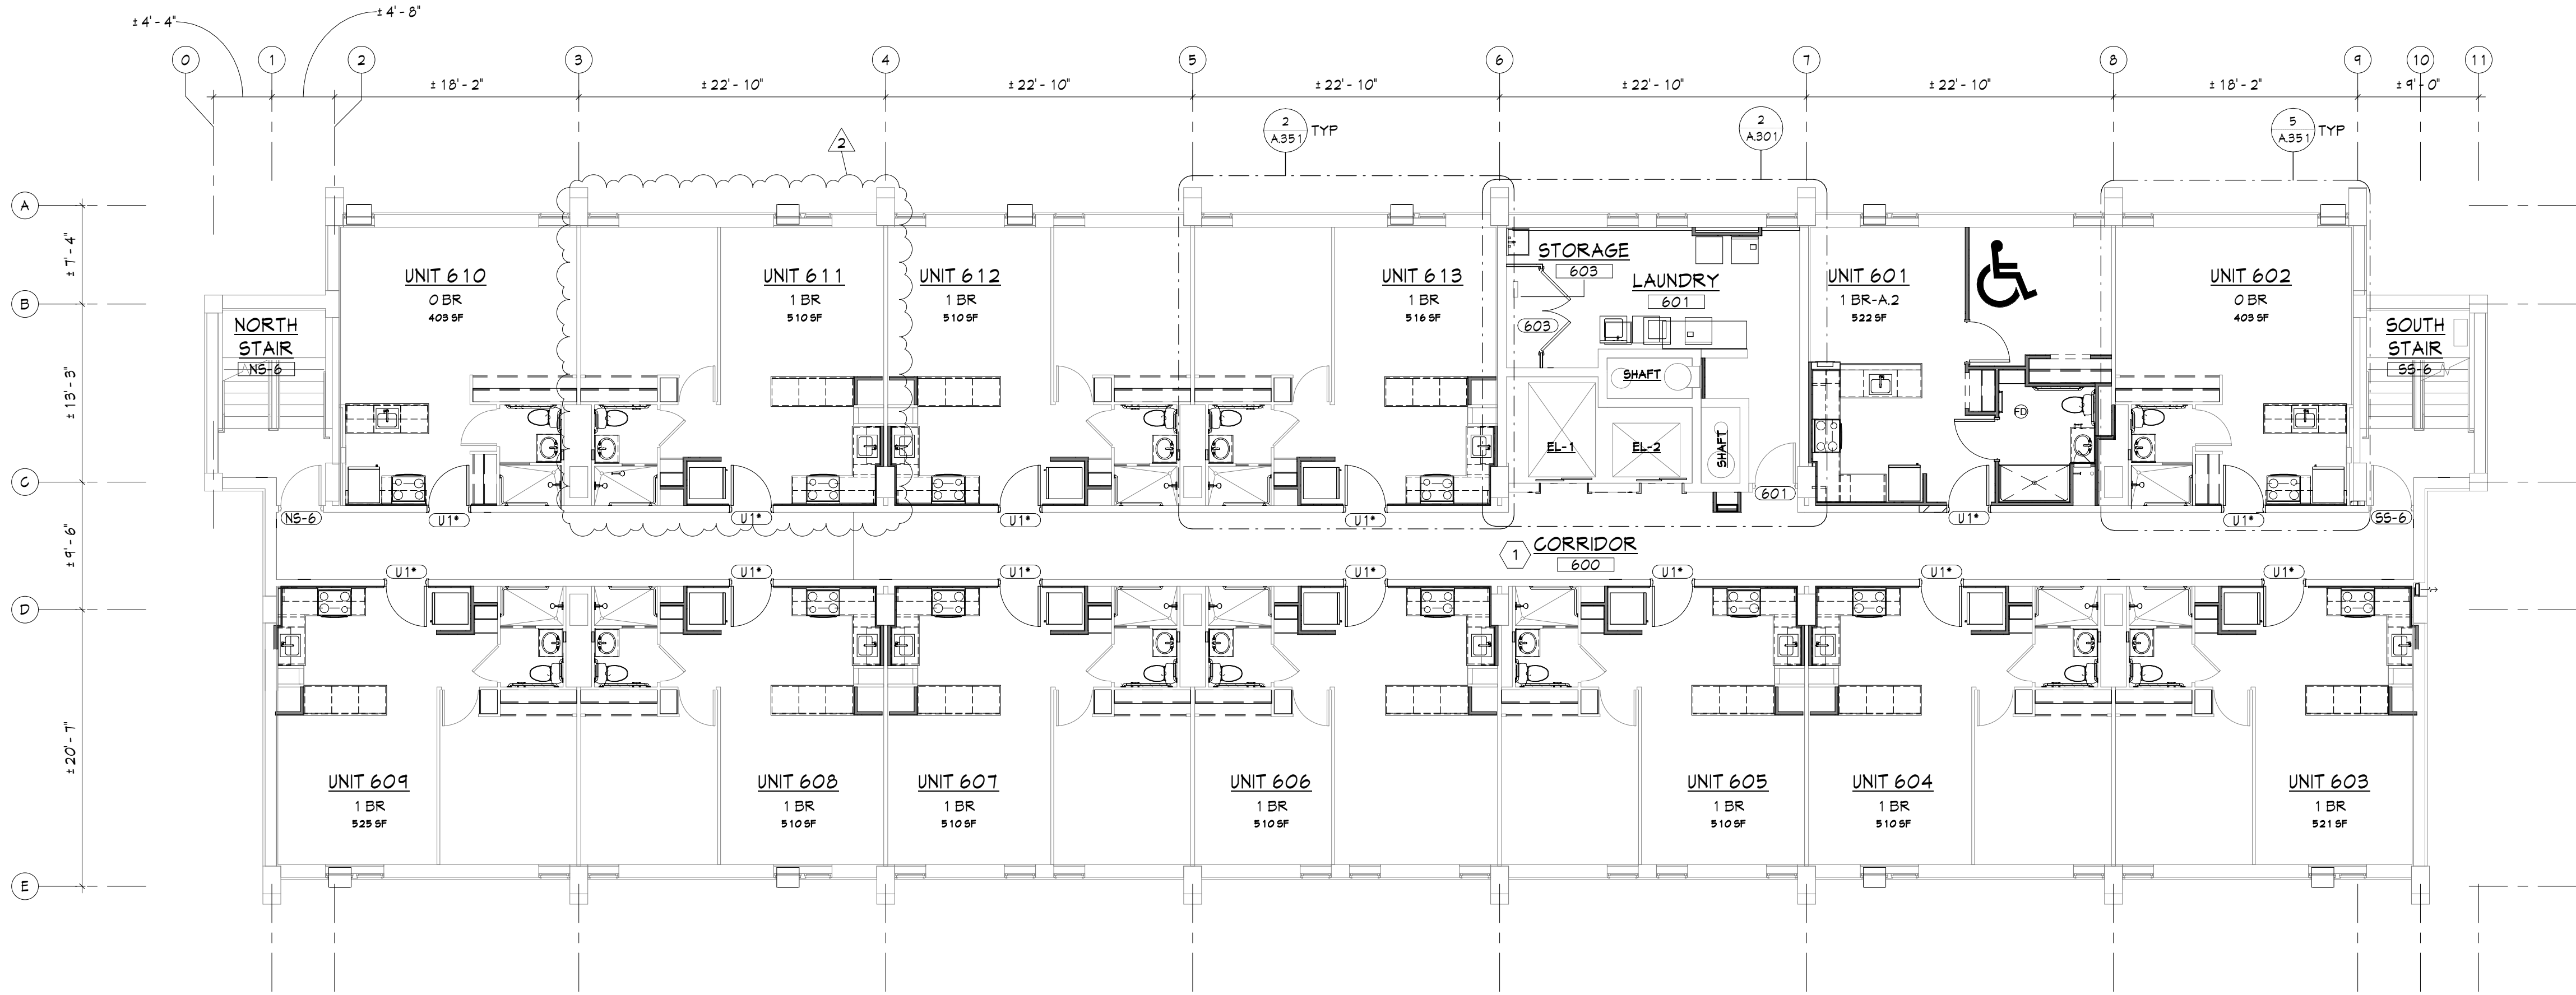 ± 4' - 4"
± 4' - 8"
0
1
2
3
4
5
6
7
8
9
10
11
± 18' - 2"
± 22' - 10"
± 22' - 10"
± 22' - 10"
± 22' - 10"
± 22' - 10"
± 18' - 2"
± 9' - 0"
2
A.351
TYP
2
A.301
5
A.351
TYP
2
A
B
C
D
E
± 7' - 4"
± 13' - 3"
± 9' - 6"
± 20' - 7"
NORTH
STAIR
NS-6
UNIT 610
0 BR
403 SF
UNIT 611
1 BR
510 SF
UNIT 612
1 BR
510 SF
UNIT 613
1 BR
516 SF
STORAGE
603
603
LAUNDRY
601
SHAFT
SHAFT
EL-1
EL-2
601
UNIT 601
1 BR-A.2
522 SF
FD
UNIT 602
0 BR
403 SF
SOUTH
STAIR
SS-6
NS-6
U1*
U1*
U1*
U1*
U1*
U1*
SS-6
1
CORRIDOR
600
U1*
U1*
U1*
U1*
U1*
U1*
U1*
UNIT 609
1 BR
525 SF
UNIT 608
1 BR
510 SF
UNIT 607
1 BR
510 SF
UNIT 606
1 BR
510 SF
UNIT 605
1 BR
510 SF
UNIT 604
1 BR
510 SF
UNIT 603
1 BR
521 SF